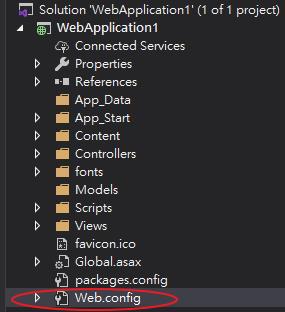 Solution 'WebApplication1' (1 of 1 project)
WebApplication1
Connected Services
Properties
References
App_Data
App_Start
Content
Controllers
fonts
Models
Scripts
Views
favicon.ico
Global.asax
packages.config
Web.config